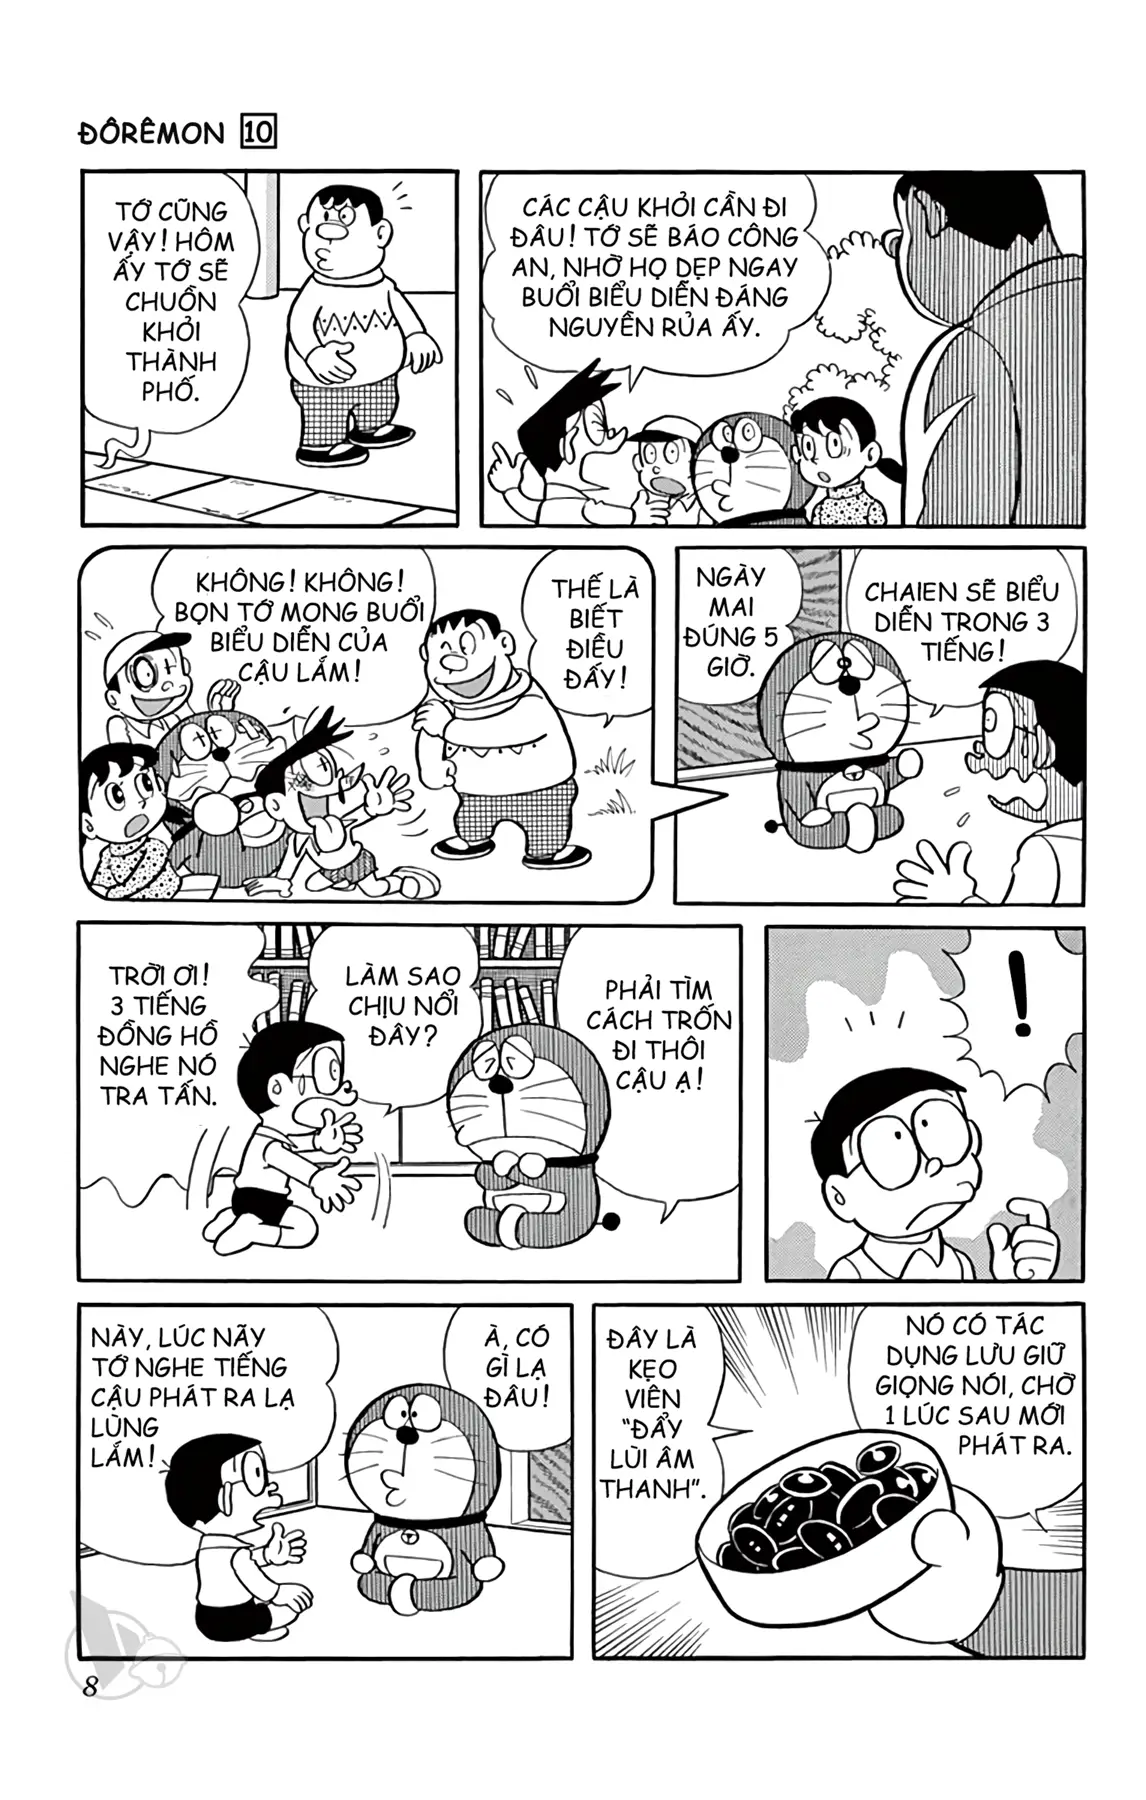 ĐÔRÊMON 10
TỚ CŨNG
VẬY! HÔM
ẤY TỚ SẼ
CHUỒN
KHỎI
THÀNH
PHỐ.
CÁC CẬU KHỎI CẦN ĐI
ĐÂU! TỚ SẼ BÁO CÔNG
AN, NHỜ HỌ DẸP NGAY
BUỔI BIỂU DIỄN ĐÁNG
NGUYỀN RỦA ẤY.
KHÔNG! KHÔNG!
BỌN TỚ MONG BUỔI
BIỂU DIỄN CỦA
CẬU LẮM!
THẾ LÀ
BIẾT
ĐIỀU
ĐẤY!
NGÀY
MAI
ĐÚNG 5
GIỜ.
CHAIEN SẼ BIỂU
DIỄN TRONG 3
TIẾNG!
TRỜI ƠI!
3 TIẾNG
ĐỒNG HỒ
NGHE NÓ
TRA TẤN.
LÀM SAO
CHỊU NỔI
ĐÂY?
PHẢI TÌM
CÁCH TRỐN
ĐI THÔI
CẬU Ạ!
!
NÀY, LÚC NÃY
TỚ NGHE TIẾNG
CẬU PHÁT RA LẠ
LÙNG
LẮM!
À, CÓ
GÌ LẠ
ĐÂU!
ĐÂY LÀ
KẸO
VIÊN
"ĐẨY
LÙI ÂM
THANH".
NÓ CÓ TÁC
DỤNG LƯU GIỮ
GIỌNG NÓI, CHỜ
1 LÚC SAU MỚI
PHÁT RA.
8